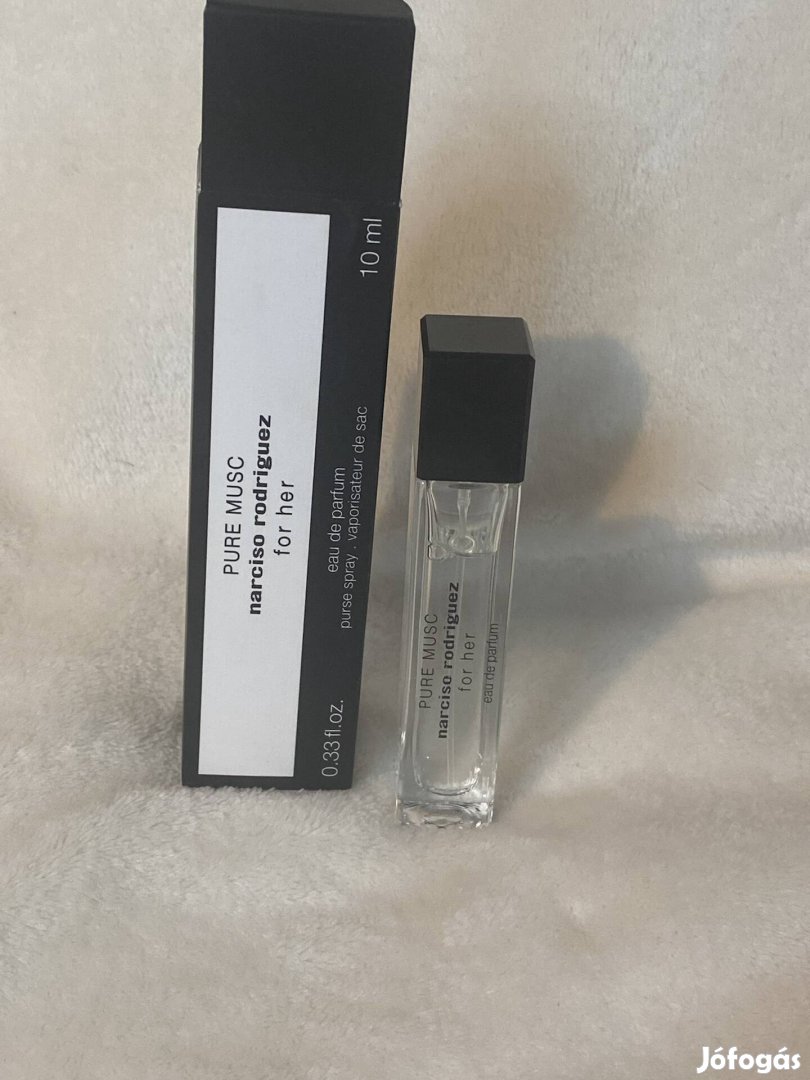 PURE MUSC
narciso rodriguez
for her
eau de parfum
purse spray . vaporisateur de sac
0.33 fl.oz.
10 ml
PURE MUSC
narciso rodriguez
for her
eau de parfum
Jófogás